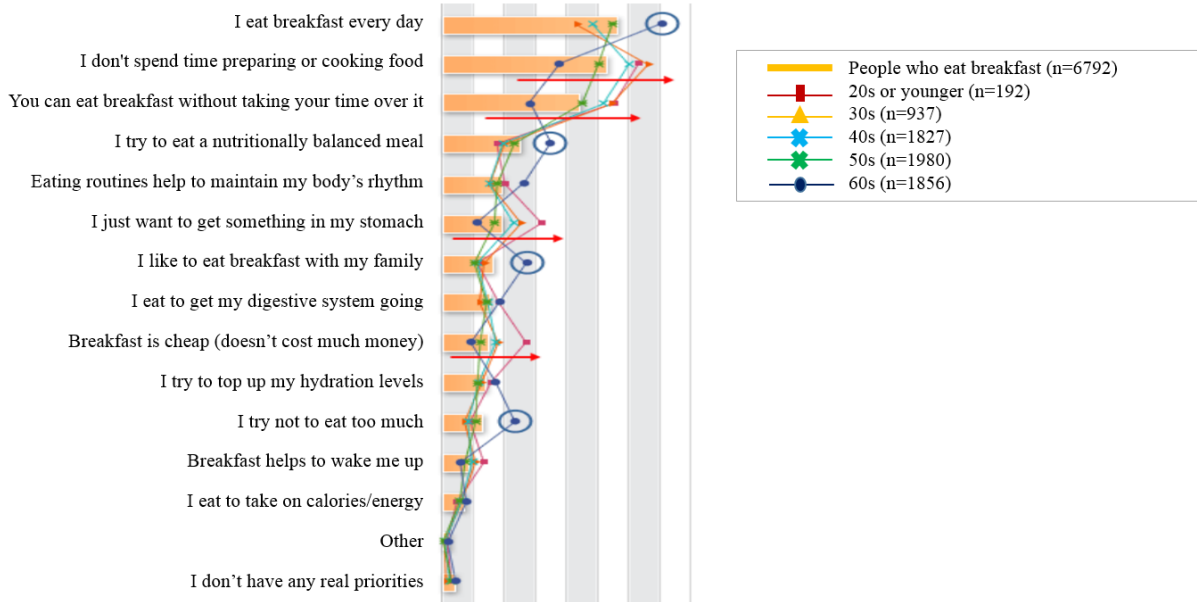 I eat breakfast every day
I don't spend time preparing or cooking food
You can eat breakfast without taking your time over it
I try to eat a nutritionally balanced meal
Eating routines help to maintain my body’s rhythm
I just want to get something in my stomach
I like to eat breakfast with my family
I eat to get my digestive system going
Breakfast is cheap (doesn’t cost much money)
I try to top up my hydration levels
I try not to eat too much
Breakfast helps to wake me up
I eat to take on calories/energy
Other
I don’t have any real priorities
People who eat breakfast (n=6792)
20s or younger (n=192)
30s (n=937)
40s (n=1827)
50s (n=1980)
60s (n=1856)